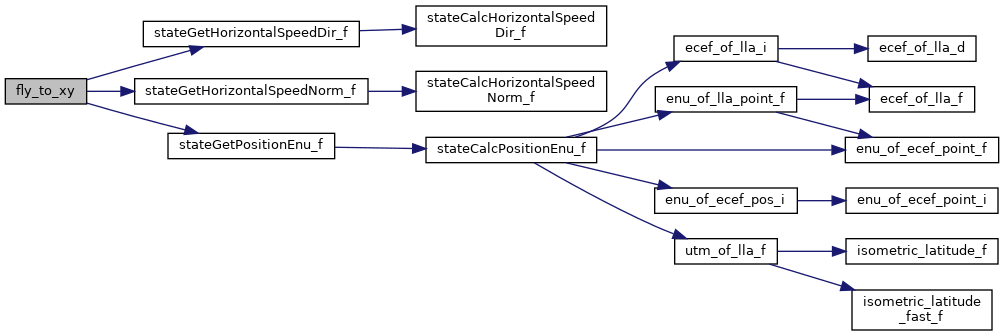 fly_to_xy
stateGetHorizontalSpeedDir_f
stateCalcHorizontalSpeed
Dir_f
stateGetHorizontalSpeedNorm_f
stateCalcHorizontalSpeed
Norm_f
stateGetPositionEnu_f
stateCalcPositionEnu_f
ecef_of_lla_i
ecef_of_lla_d
enu_of_lla_point_f
ecef_of_lla_f
enu_of_ecef_point_f
enu_of_ecef_pos_i
enu_of_ecef_point_i
utm_of_lla_f
isometric_latitude_f
isometric_latitude
_fast_f